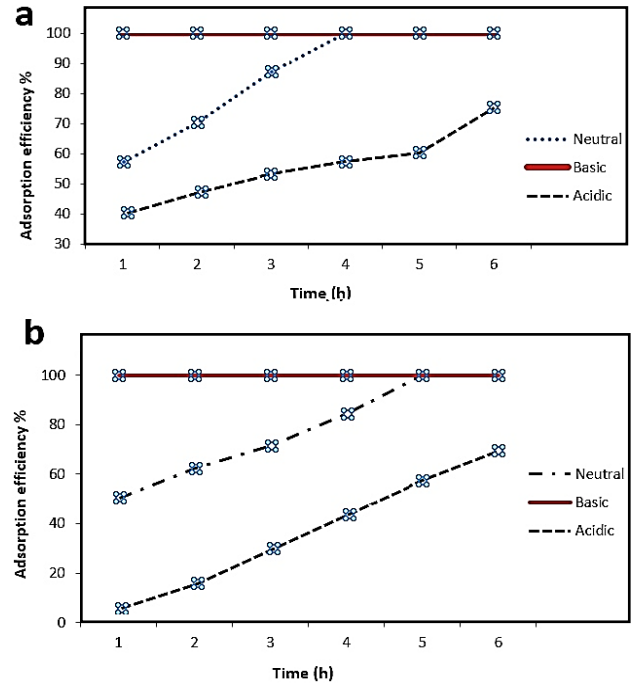 a
Adsorption efficiency %
100
90
80
70
60
50
40
30
1 2 3 4 5 6
Time (h)
Neutral
Basic
Acidic
b
Adsorption efficiency %
100
80
60
40
20
0
1 2 3 4 5 6
Time (h)
Neutral
Basic
Acidic